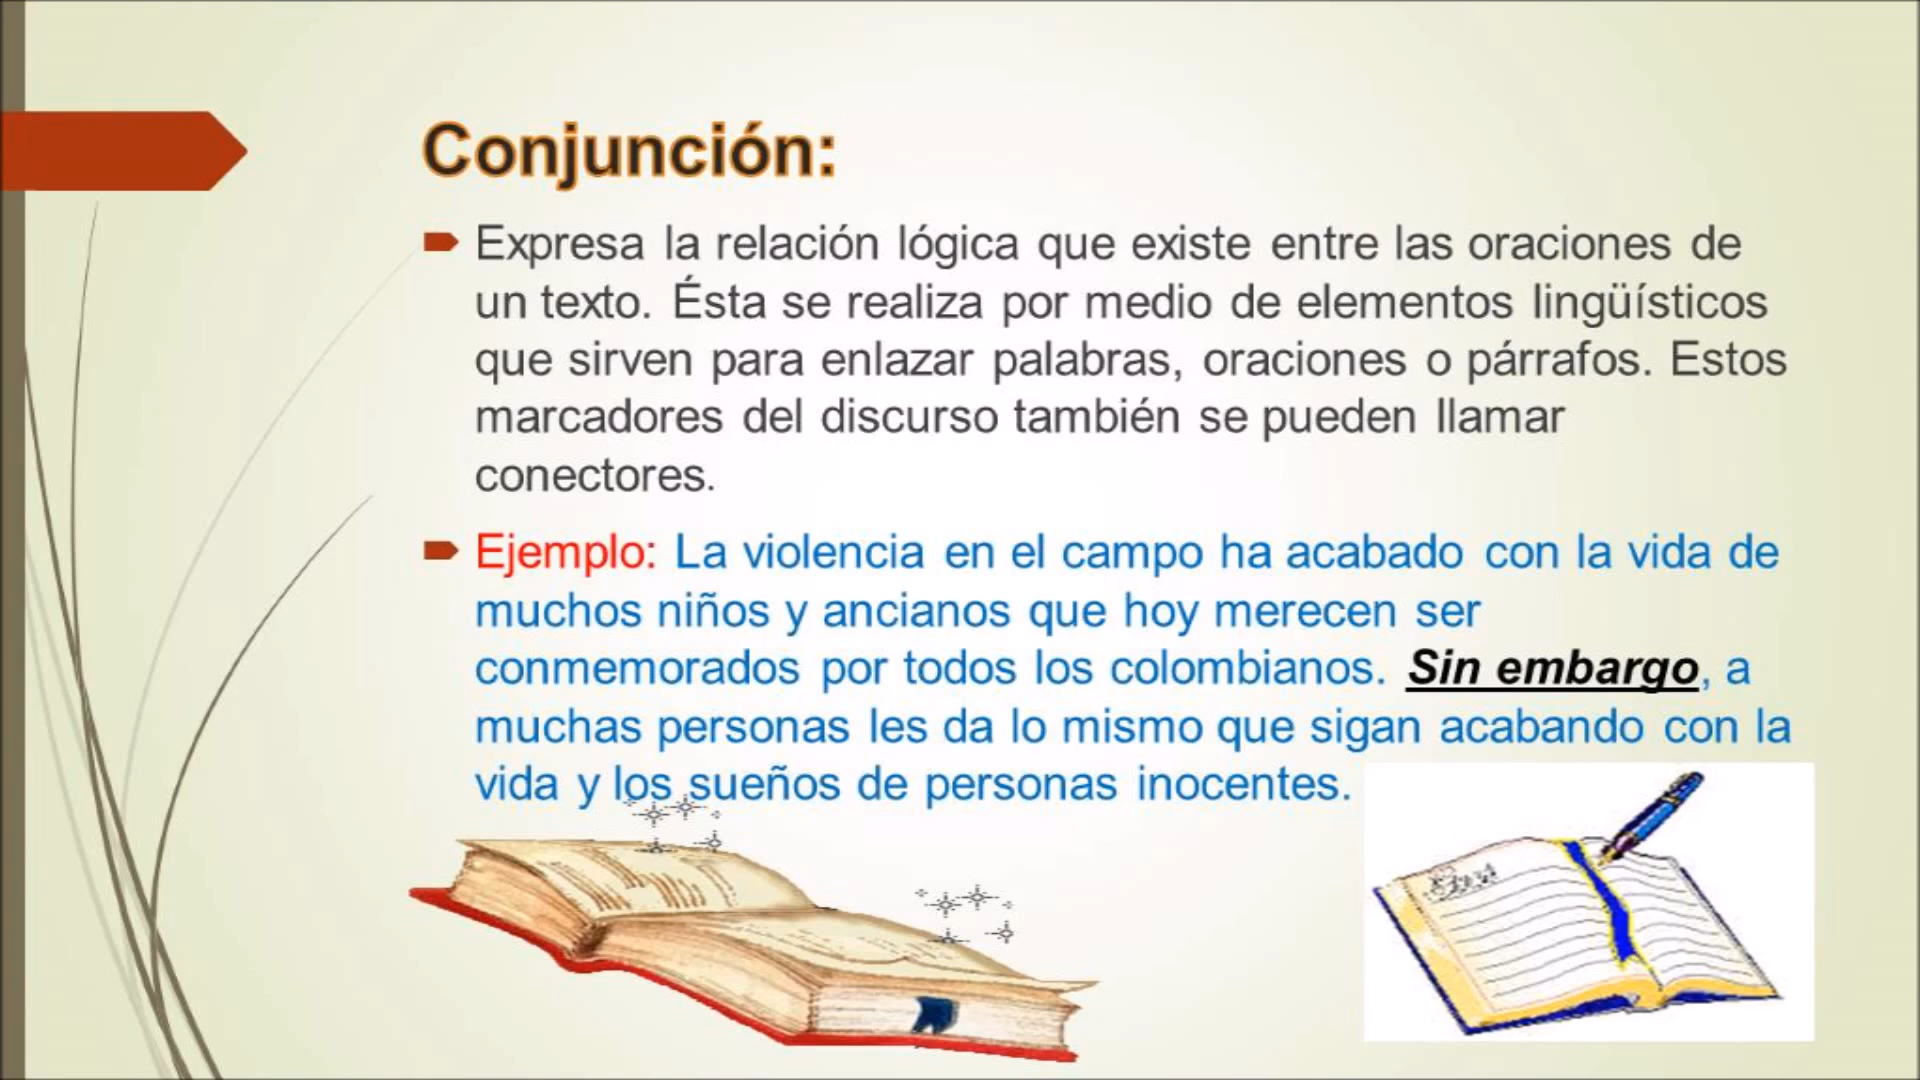 Conjunción:
Expresa la relación lógica que existe entre las oraciones de
un texto. Ésta se realiza por medio de elementos lingüísticos
que sirven para enlazar palabras, oraciones o párrafos. Estos
marcadores del discurso también se pueden llamar
conectores.
Ejemplo: La violencia en el campo ha acabado con la vida de
muchos niños y ancianos que hoy merecen ser
conmemorados por todos los colombianos. Sin embargo, a
muchas personas les da lo mismo que sigan acabando con la
vida y los sueños de personas inocentes.